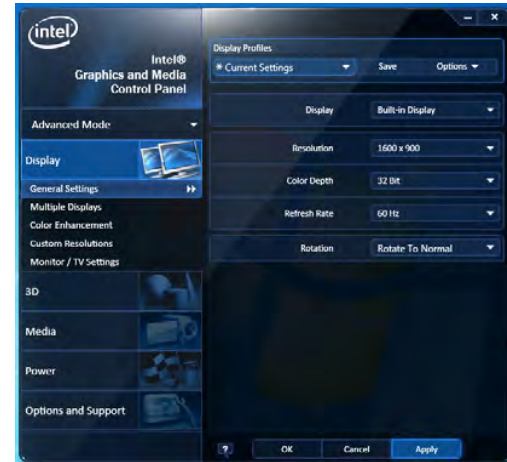 intel
Intel®
Graphics and Media
Control Panel
Advanced Mode
Display
General Settings
Multiple Displays
Color Enhancement
Custom Resolutions
Monitor / TV Settings
3D
Media
Power
Options and Support
Display Profiles
* Current Settings Save Options
Display Built-in Display
Resolution 1600 x 900
Color Depth 32 Bit
Refresh Rate 60 Hz
Rotation Rotate To Normal
? OK Cancel Apply